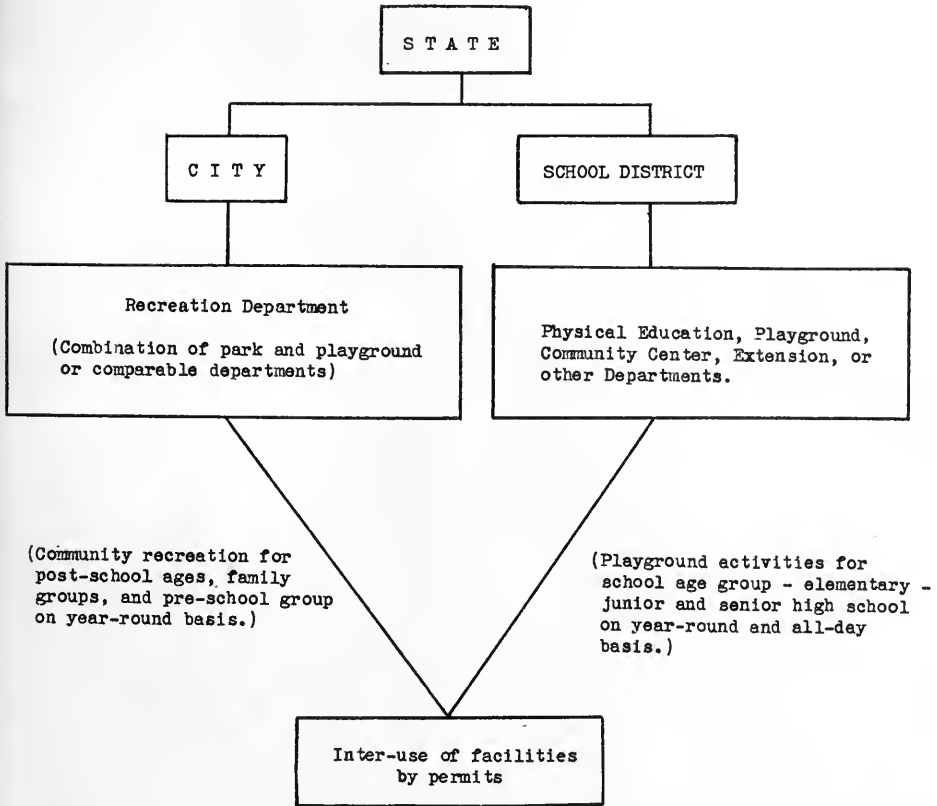 S T A T E
C I T Y
SCHOOL DISTRICT
Recreation Department
(Combination of park and playground
or comparable departments)
Physical Education, Playground,
Community Center, Extension, or
other Departments.
(Community recreation for
post-school ages, family
groups, and pre-school group
on year-round basis.)
(Playground activities for
school age group - elementary -
junior and senior high school
on year-round and all-day
basis.)
Inter-use of facilities
by permits